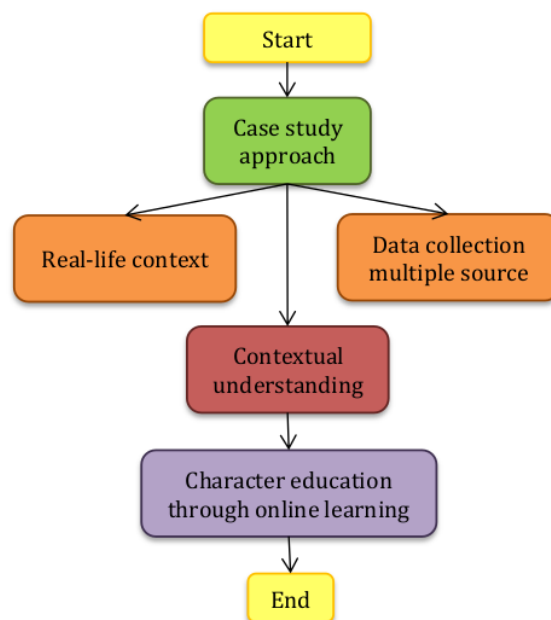 Start
Case study
approach
Real-life context
Data collection
multiple source
Contextual
understanding
Character education
through online learning
End